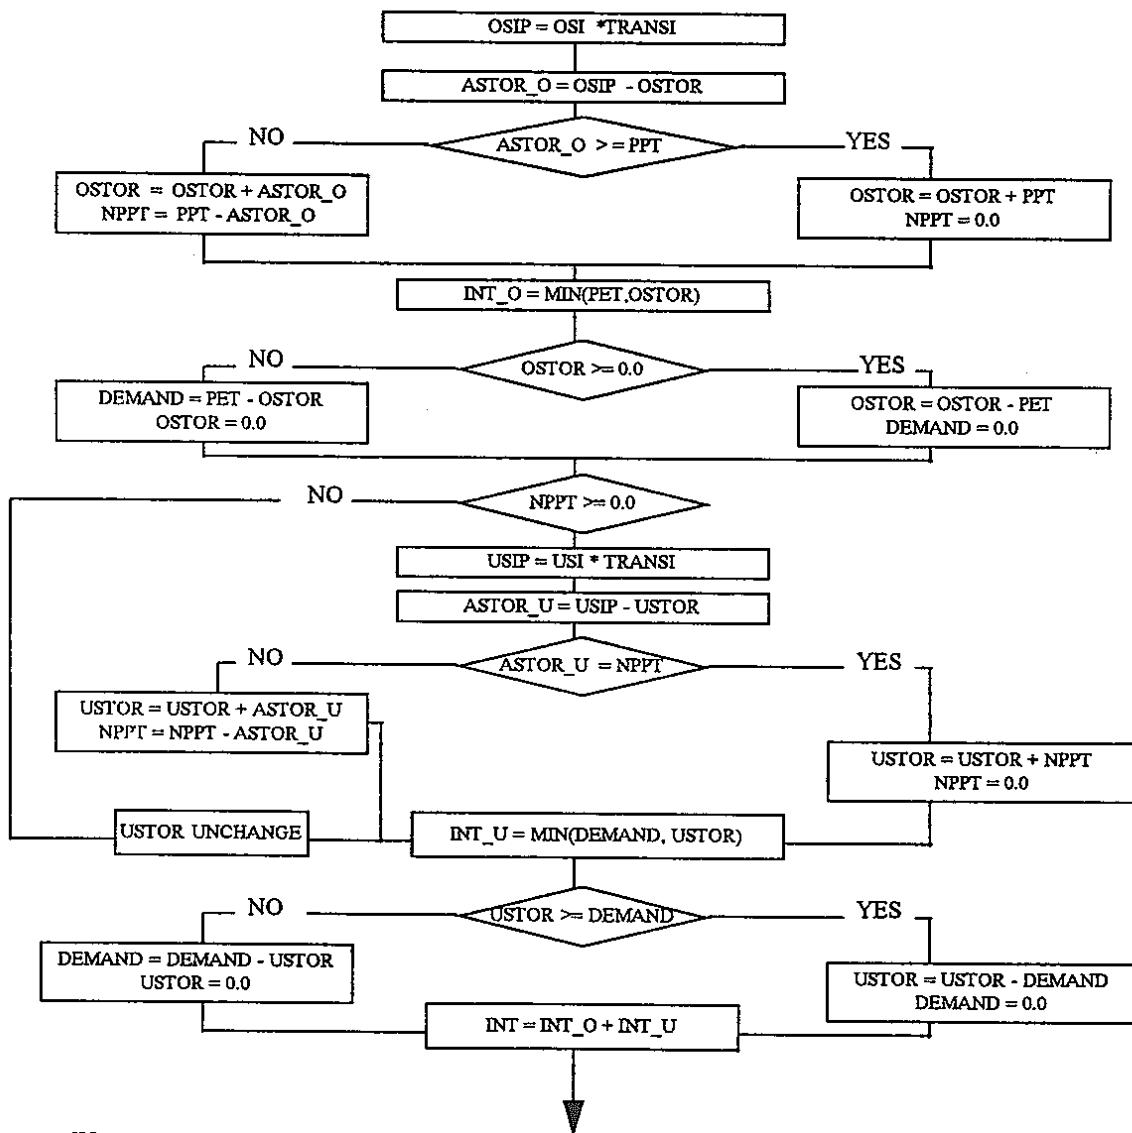 OSIP = OSI *TRANSI
ASTOR_O = OSIP - OSTOR
NO
ASTOR_O >= PPT
YES
OSTOR = OSTOR + ASTOR_O
NPPT = PPT - ASTOR_O
OSTOR = OSTOR + PPT
NPPT = 0.0
INT_O = MIN(PET,OSTOR)
NO
OSTOR >= 0.0
YES
DEMAND = PET - OSTOR
OSTOR = 0.0
OSTOR = OSTOR - PET
DEMAND = 0.0
NO
NPPT >= 0.0
USIP = USI * TRANSI
ASTOR_U = USIP - USTOR
NO
ASTOR_U = NPPT
YES
USTOR = USTOR + ASTOR_U
NPPT = NPPT - ASTOR_U
USTOR = USTOR + NPPT
NPPT = 0.0
USTOR UNCHANGE
INT_U = MIN(DEMAND, USTOR)
NO
USTOR >= DEMAND
YES
DEMAND = DEMAND - USTOR
USTOR = 0.0
USTOR = USTOR - DEMAND
DEMAND = 0.0
INT = INT_O + INT_U